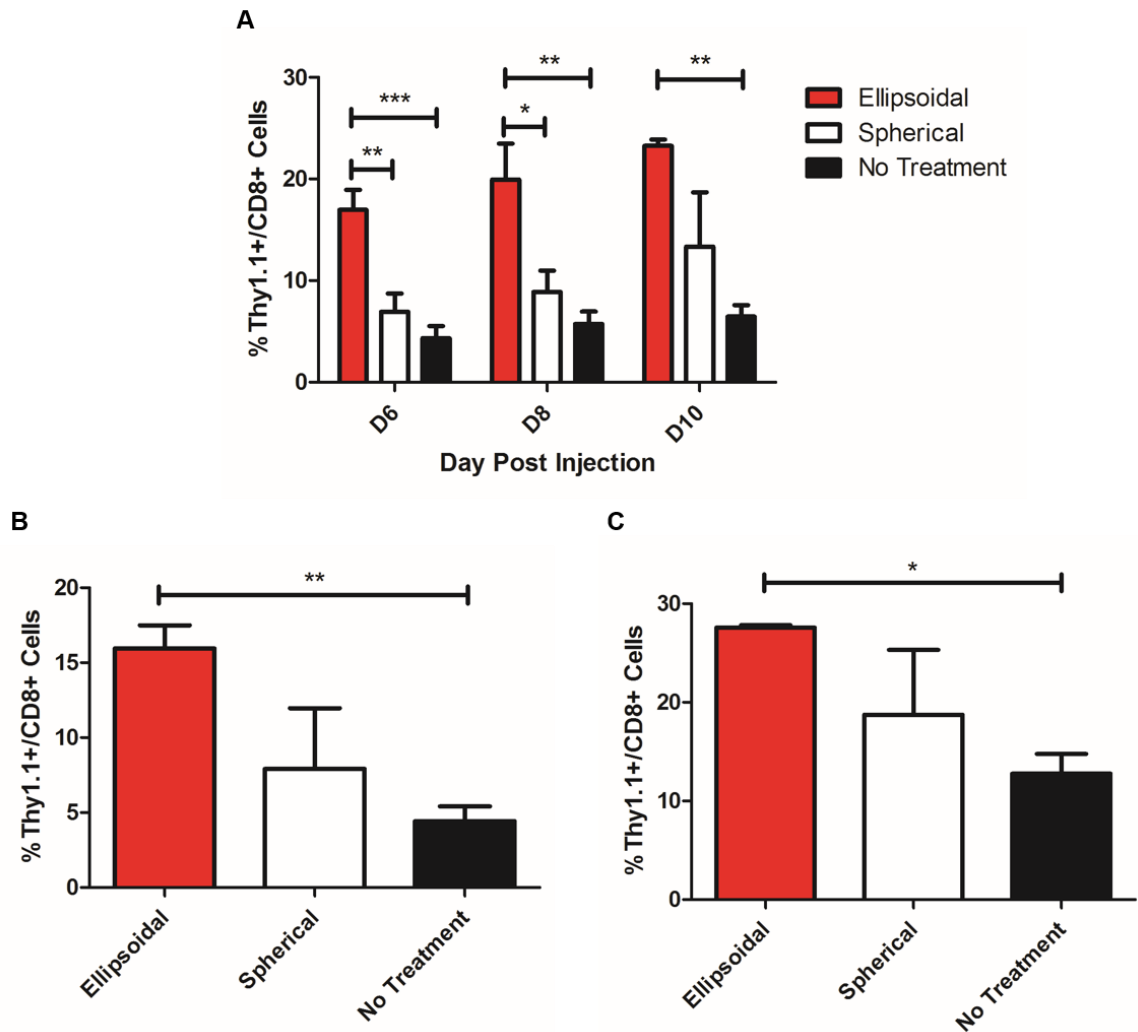 A
% Thy1.1+/CD8+ Cells
30
20
10
0
***
**
**
*
**
Ellipsoidal
Spherical
No Treatment
D6
D8
D10
Day Post Injection
B
% Thy1.1+/CD8+ Cells
20
15
10
5
0
**
Ellipsoidal
Spherical
No Treatment
C
% Thy1.1+/CD8+ Cells
30
20
10
0
*
Ellipsoidal
Spherical
No Treatment